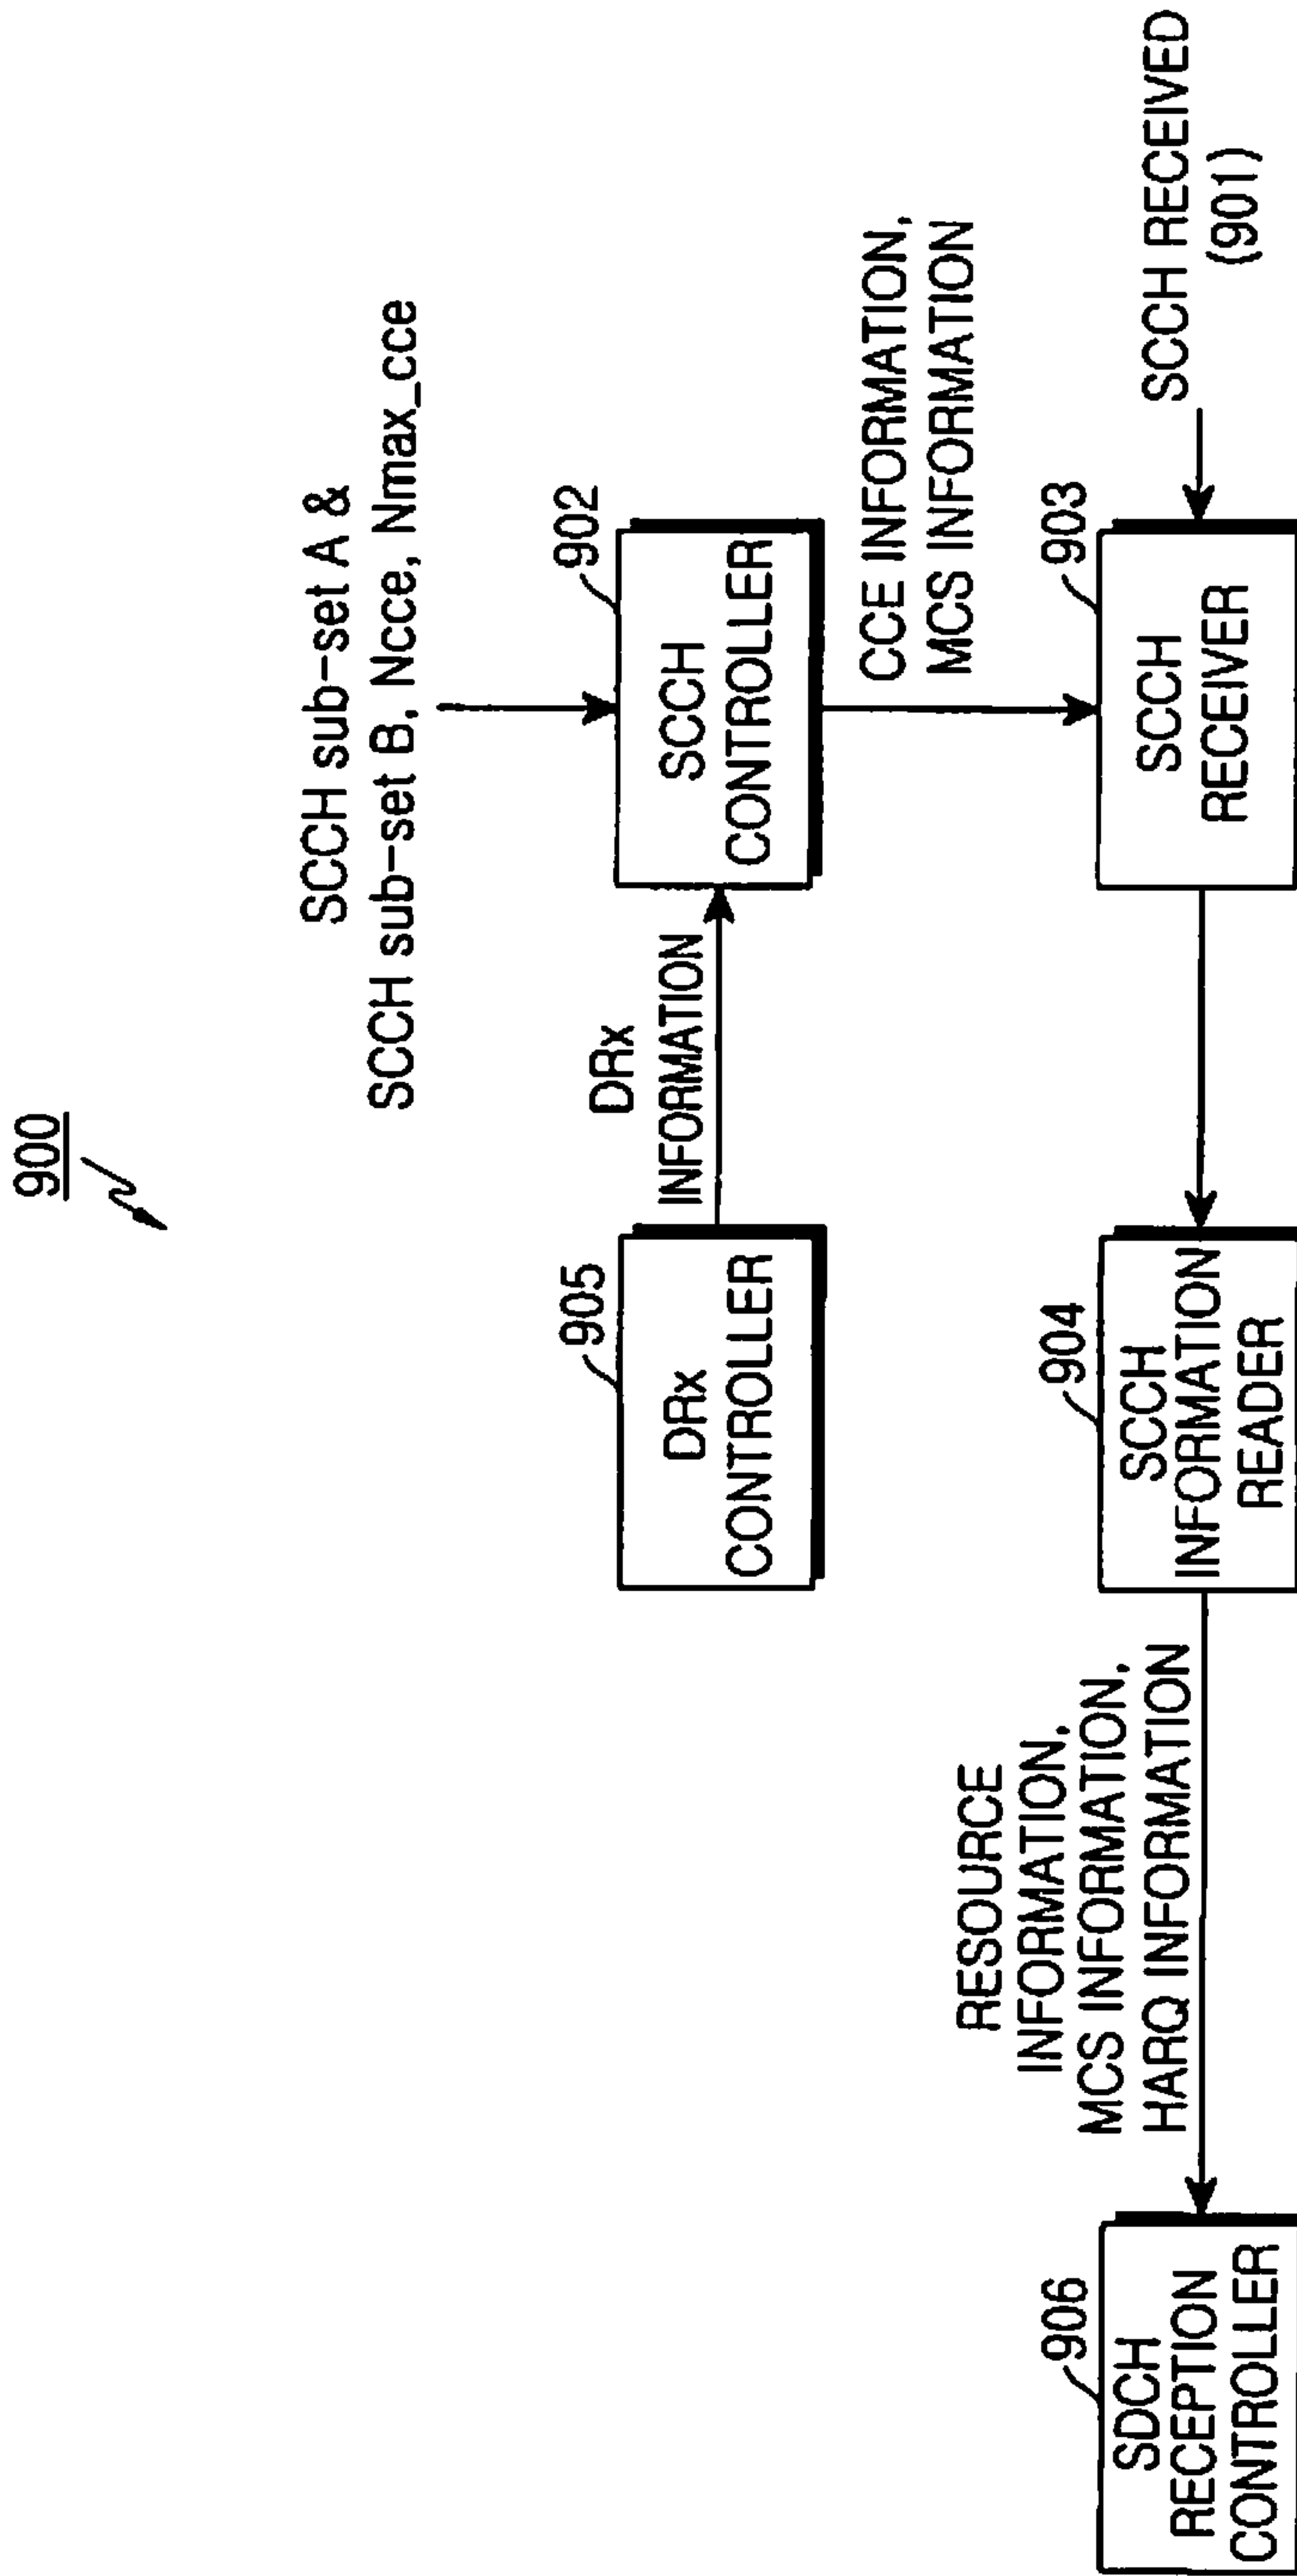 900
SCCH sub-set A &
SCCH sub-set B, Ncce, Nmax_cce
905
DRx
CONTROLLER
DRx
INFORMATION
902
SCCH
CONTROLLER
CCE INFORMATION,
MCS INFORMATION
906
SDCH
RECEPTION
CONTROLLER
RESOURCE
INFORMATION,
MCS INFORMATION,
HARQ INFORMATION
904
SCCH
INFORMATION
READER
903
SCCH
RECEIVER
SCCH RECEIVED
(901)